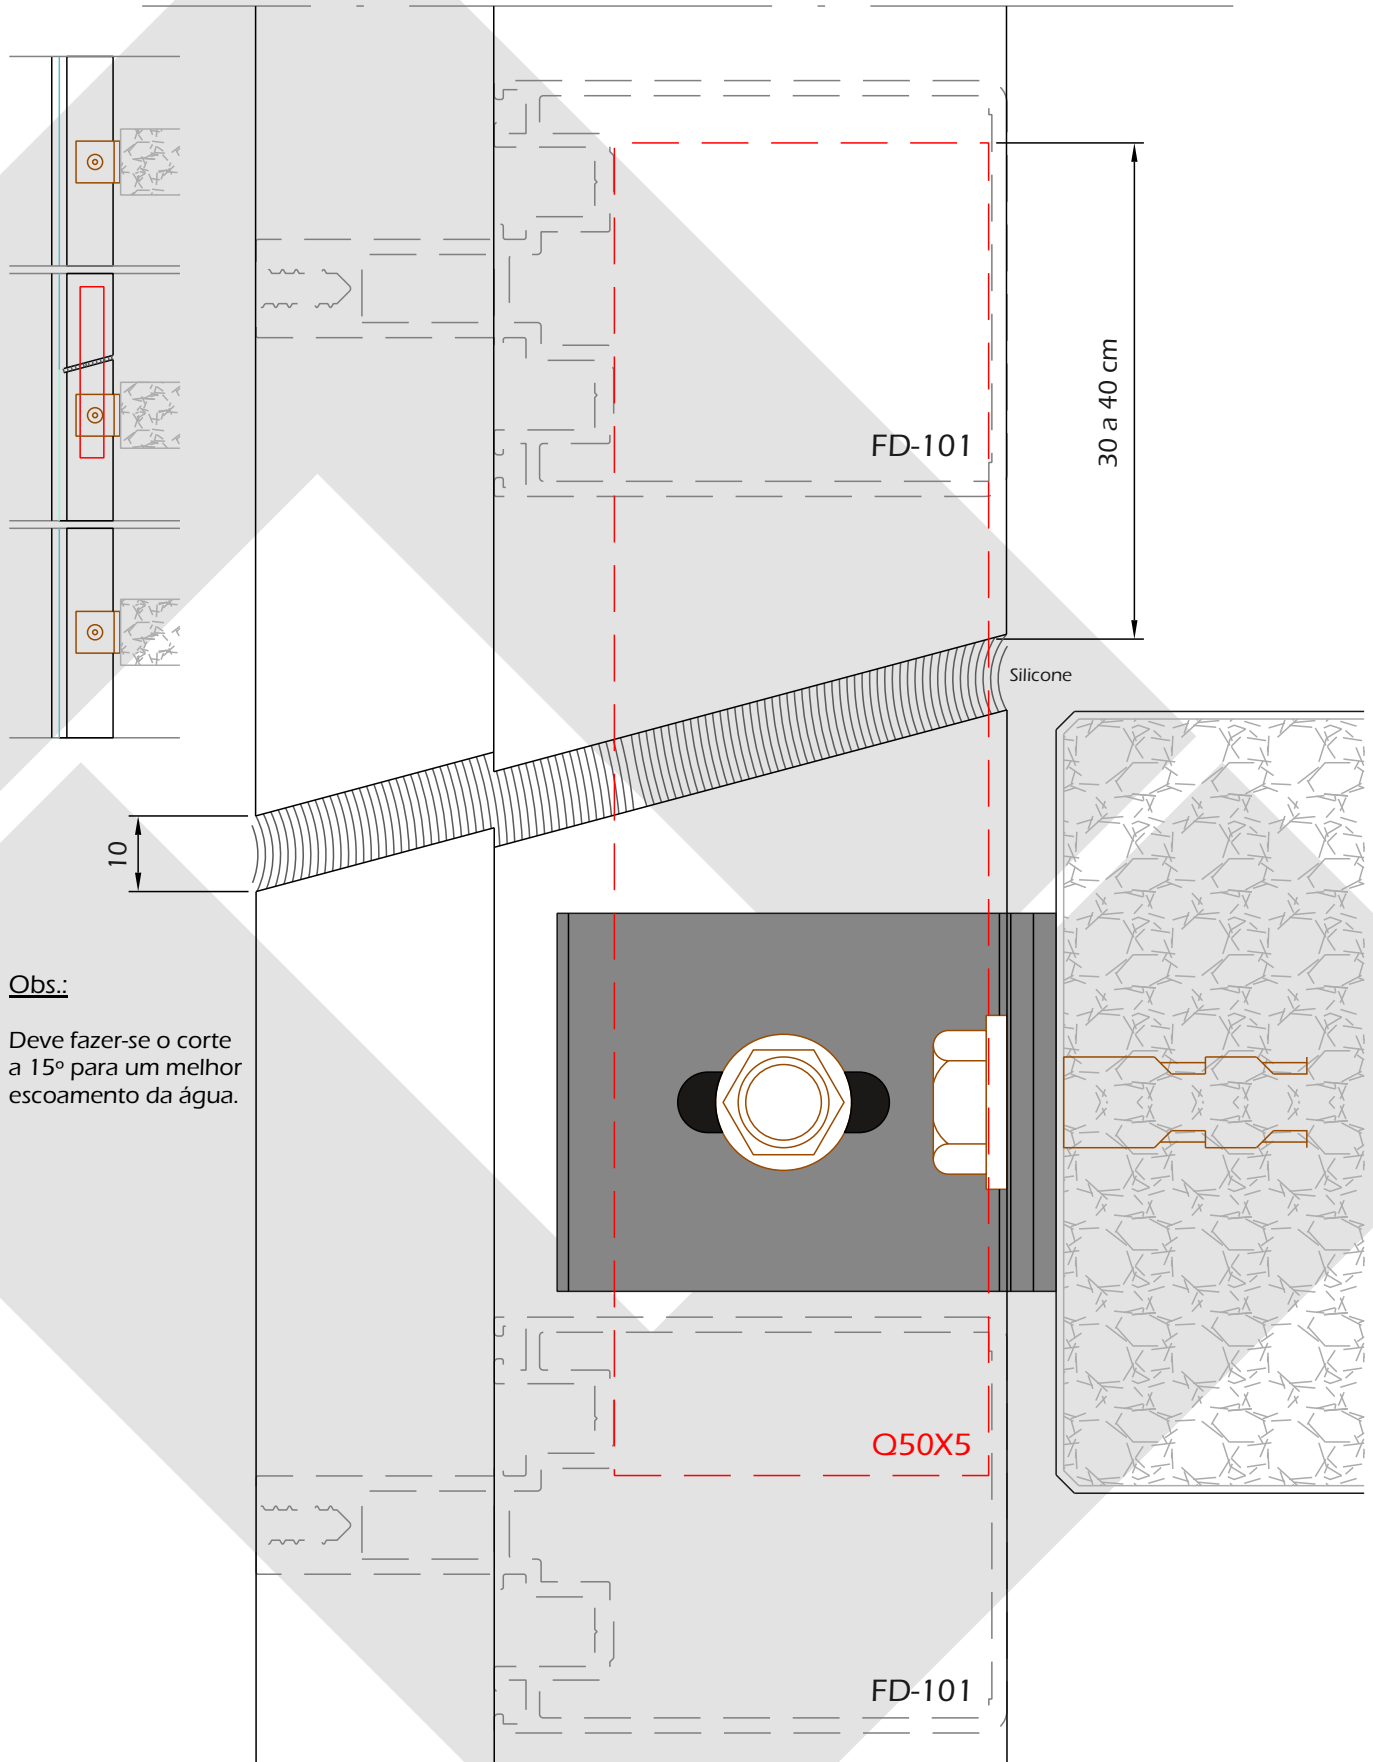 FD-101
30 a 40 cm
Silicone
10
Obs.:
Deve fazer-se o corte
a 15º para um melhor
escoamento da água.
Q50X5
FD-101